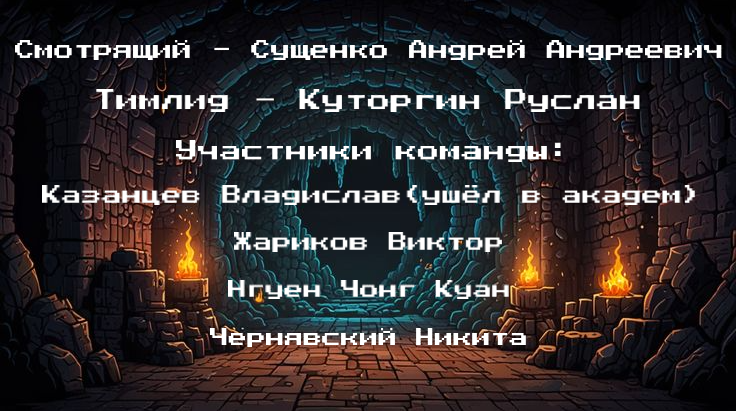 Смотрящий - Сущенко Андрей Андреевич
Тимлид - Куторгин Руслан
Участники команды:
Казанцев Владислав(ушёл в академ)
Жариков Виктор
Нгуен Чонг Куан
Чернявский Никита